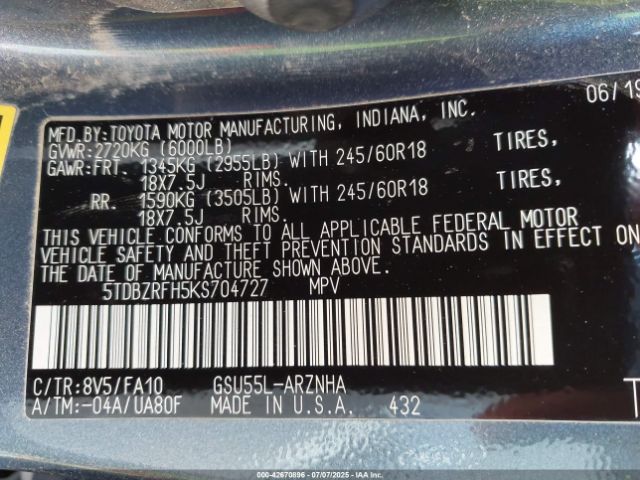 06/19
MFD.BY:TOYOTA MOTOR MANUFACTURING, INDIANA, INC.
GVWR:2720KG (6000LB)
GAWR:FRT. 1345KG (2955LB) WITH 245/60R18 TIRES,
18X7.5J RIMS.
RR. 1590KG (3505LB) WITH 245/60R18 TIRES,
18X7.5J RIMS.
THIS VEHICLE CONFORMS TO ALL APPLICABLE FEDERAL MOTOR
VEHICLE SAFETY AND THEFT PREVENTION STANDARDS IN EFFECT ON
THE DATE OF MANUFACTURE SHOWN ABOVE.
5TDBZRFH5KS704727 MPV
C/TR:8V5/FA10 GSU55L-ARZNHA
A/TM:-04A/UA80F MADE IN U.S.A. 432
000-42670896 - 07/07/2025 - IAAI.CA